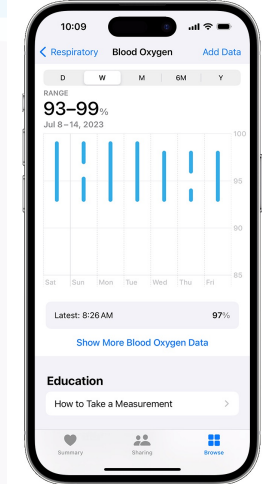 10:09
Respiratory Blood Oxygen Add Data
D W M 6M Y
RANGE
93–99%
Jul 8–14, 2023
100
95
90
85
Sat Sun Mon Tue Wed Thu Fri
Latest: 8:26 AM 97%
Show More Blood Oxygen Data
Education
How to Take a Measurement
Summary Sharing Browse